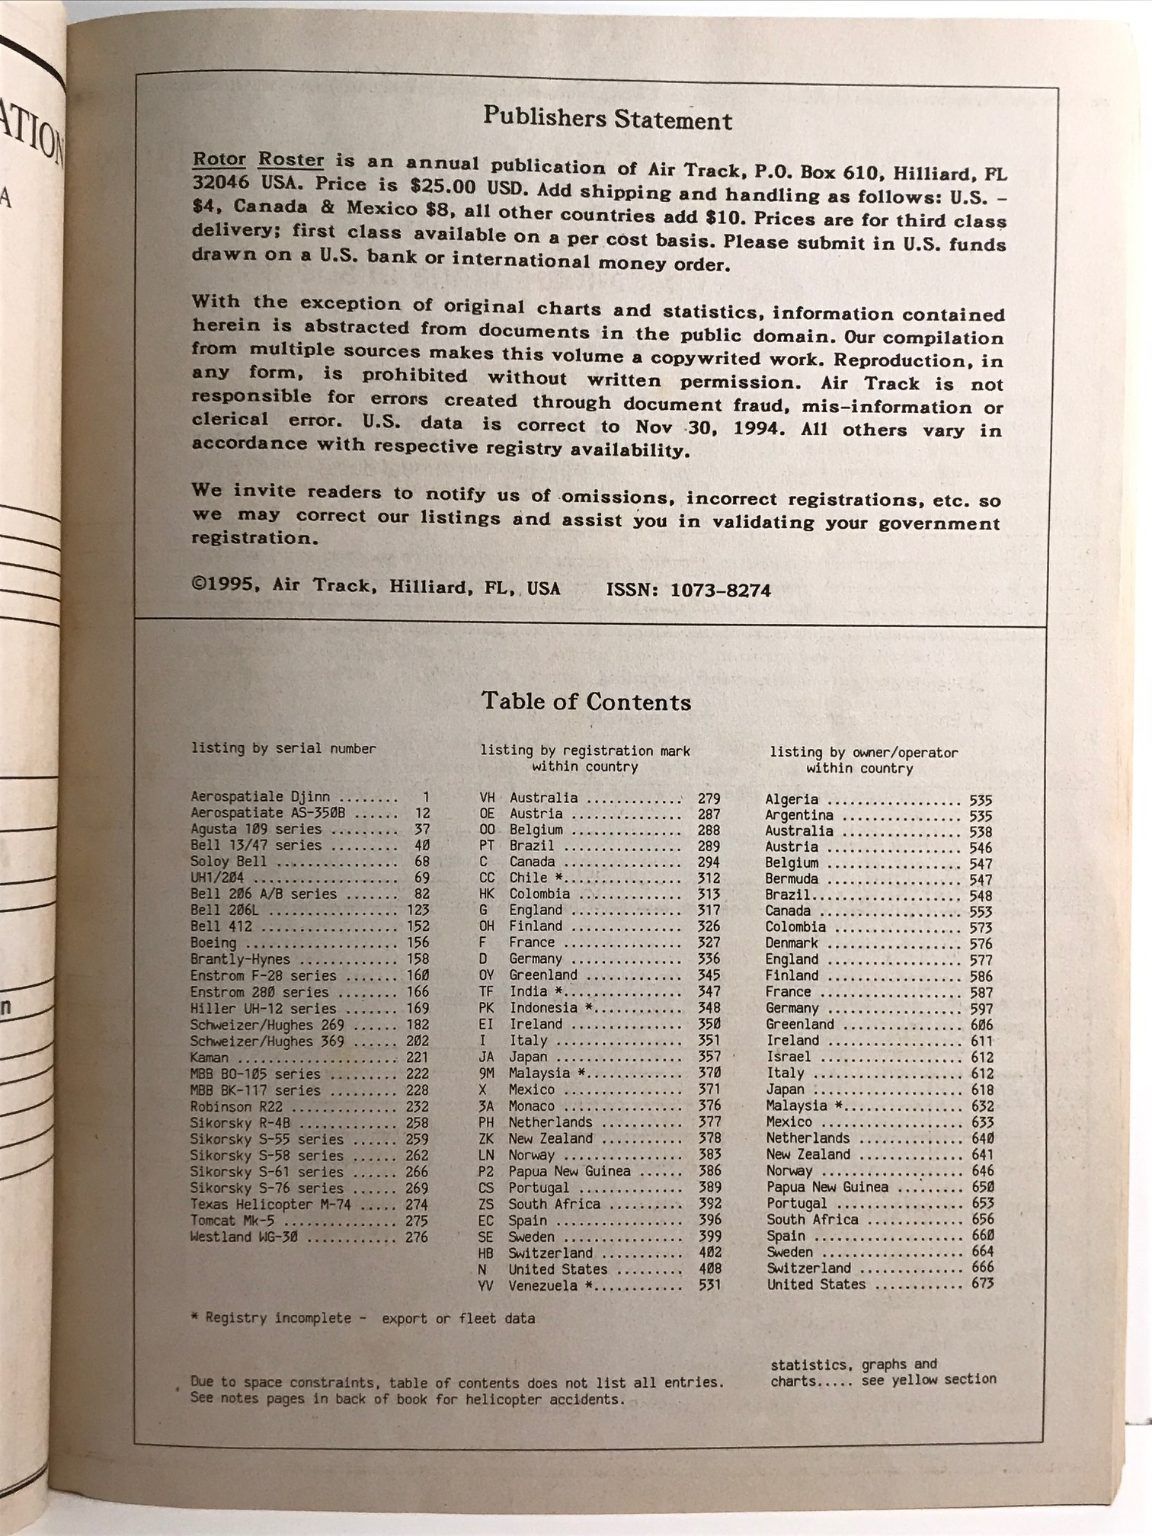 ATION
A
n
Publishers Statement
Rotor Roster is an annual publication of Air Track, P.O. Box 610, Hilliard, FL
32046 USA. Price is $25.00 USD. Add shipping and handling as follows: U.S. -
$4, Canada & Mexico $8, all other countries add $10. Prices are for third class
delivery; first class available on a per cost basis. Please submit in U.S. funds
drawn on a U.S. bank or international money order.
With the exception of original charts and statistics, information contained
herein is abstracted from documents in the public domain. Our compilation
from multiple sources makes this volume a copywrited work. Reproduction, in
any form, is prohibited without written permission. Air Track is not
responsible for errors created through document fraud, mis-information or
clerical error. U.S. data is correct to Nov 30, 1994. All others vary in
accordance with respective registry availability.
We invite readers to notify us of omissions, incorrect registrations, etc. so
we may correct our listings and assist you in validating your government
registration.
©1995, Air Track, Hilliard, FL, USA ISSN: 1073-8274
Table of Contents
listing by serial number
Aerospatiale Djinn ........ 1
Aerospatiate AS-350B ...... 12
Agusta 109 series ......... 37
Bell 13/47 series ......... 40
Soloy Bell ................ 68
UH1/204 ................... 69
Bell 206 A/B series ....... 82
Bell 206L ................. 123
Bell 412 .................. 152
Boeing .................... 156
Brantly-Hynes ............. 158
Enstrom F-28 series ....... 160
Enstrom 280 series ........ 166
Hiller UH-12 series ....... 169
Schweizer/Hughes 269 ...... 182
Schweizer/Hughes 369 ...... 202
Kaman ..................... 221
MBB BO-105 series ......... 222
MBB BK-117 series ......... 228
Robinson R22 .............. 232
Sikorsky R-4B ............. 258
Sikorsky S-55 series ...... 259
Sikorsky S-58 series ...... 262
Sikorsky S-61 series ...... 266
Sikorsky S-76 series ...... 269
Texas Helicopter M-74 ..... 274
Tomcat Mk-5 ............... 275
Westland WG-30 ............ 276
listing by registration mark
within country
VH Australia ............. 279
OE Austria ............... 287
OO Belgium ............... 288
PT Brazil ................ 289
C Canada ................ 294
CC Chile *............... 312
HK Colombia .............. 313
G England ............... 317
OH Finland ............... 326
F France ................ 327
D Germany ............... 336
OY Greenland ............. 345
TF India *............... 347
PK Indonesia *........... 348
EI Ireland ............... 350
I Italy ................. 351
JA Japan ................. 357
9M Malaysia *............ 370
X Mexico ................ 371
3A Monaco ................ 376
PH Netherlands ........... 377
ZK New Zealand ........... 378
LN Norway ................ 383
P2 Papua New Guinea ...... 386
CS Portugal .............. 389
ZS South Africa .......... 392
EC Spain ................. 396
SE Sweden ................ 399
HB Switzerland ........... 402
N United States ......... 408
YV Venezuela *........... 531
listing by owner/operator
within country
Algeria .................. 535
Argentina ................ 535
Australia ................ 538
Austria .................. 546
Belgium .................. 547
Bermuda .................. 547
Brazil.................... 548
Canada ................... 553
Colombia ................. 573
Denmark .................. 576
England .................. 577
Finland .................. 586
France ................... 587
Germany .................. 597
Greenland ................ 606
Ireland .................. 611
Israel ................... 612
Italy .................... 612
Japan .................... 618
Malaysia *................ 632
Mexico ................... 633
Netherlands .............. 640
New Zealand .............. 641
Norway ................... 646
Papua New Guinea ......... 650
Portugal ................. 653
South Africa ............. 656
Spain .................... 660
Sweden ................... 664
Switzerland .............. 666
United States ............ 673
* Registry incomplete - export or fleet data
Due to space constraints, table of contents does not list all entries.
See notes pages in back of book for helicopter accidents.
statistics, graphs and
charts..... see yellow section